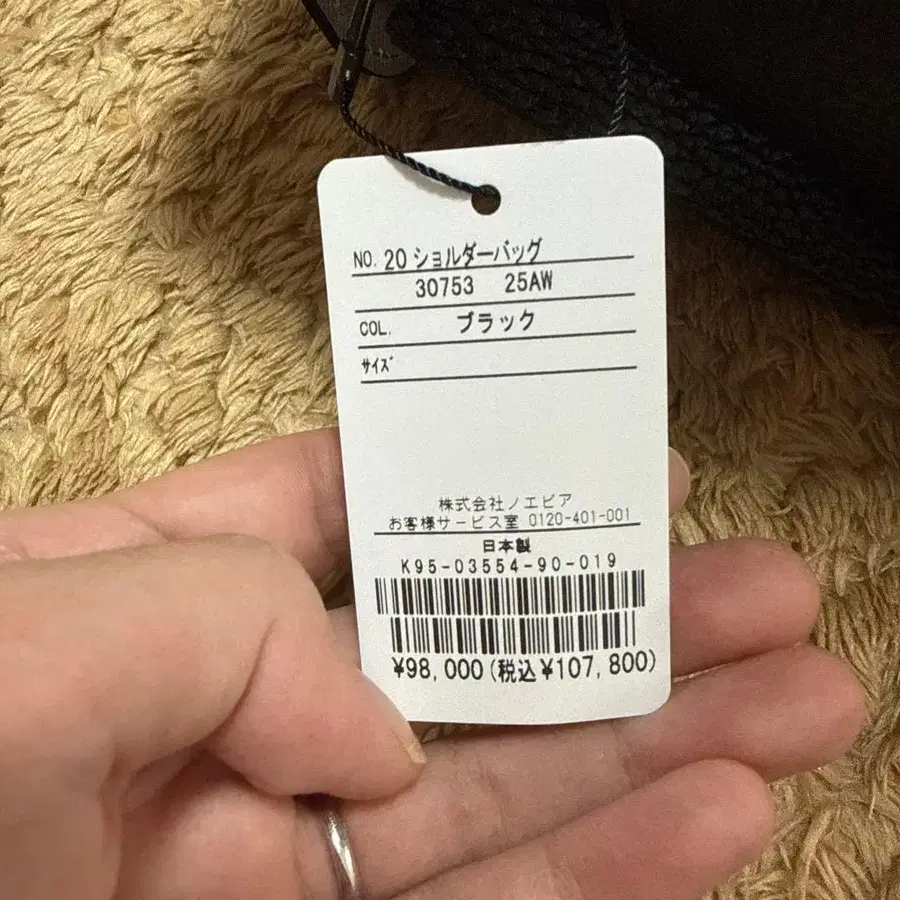 NO. 20 ショルダーバッグ
30753 25AW
COL. ブラック
サイズ
株式会社ノエビア
お客様サービス室 0120-401-001
日本製
K95-03554-90-019
¥98,000(税込¥107,800)